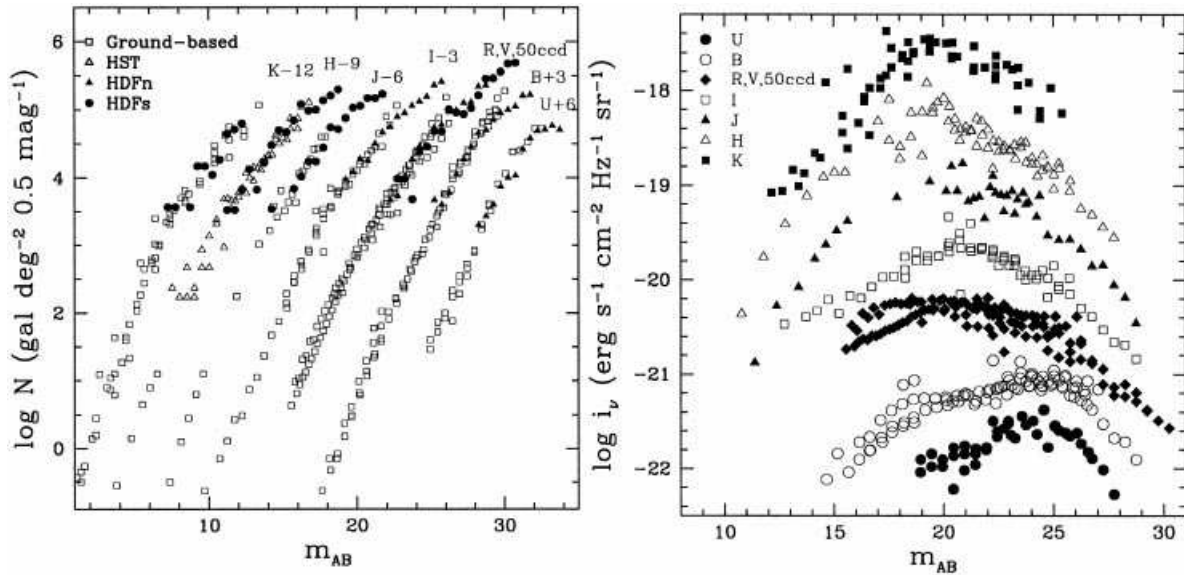 6
4
2
0
10
20
30
m_AB
log N (gal deg⁻² 0.5 mag⁻¹)
Ground-based
HST
HDFn
HDFs
K-12
H-9
J-6
I-3
R,V,50ccd
B+3
U+6
-18
-19
-20
-21
-22
10
15
20
25
30
m_AB
log i_ν (erg s⁻¹ cm⁻² HZ⁻¹ sr⁻¹)
U
B
R,V,50ccd
I
J
H
K